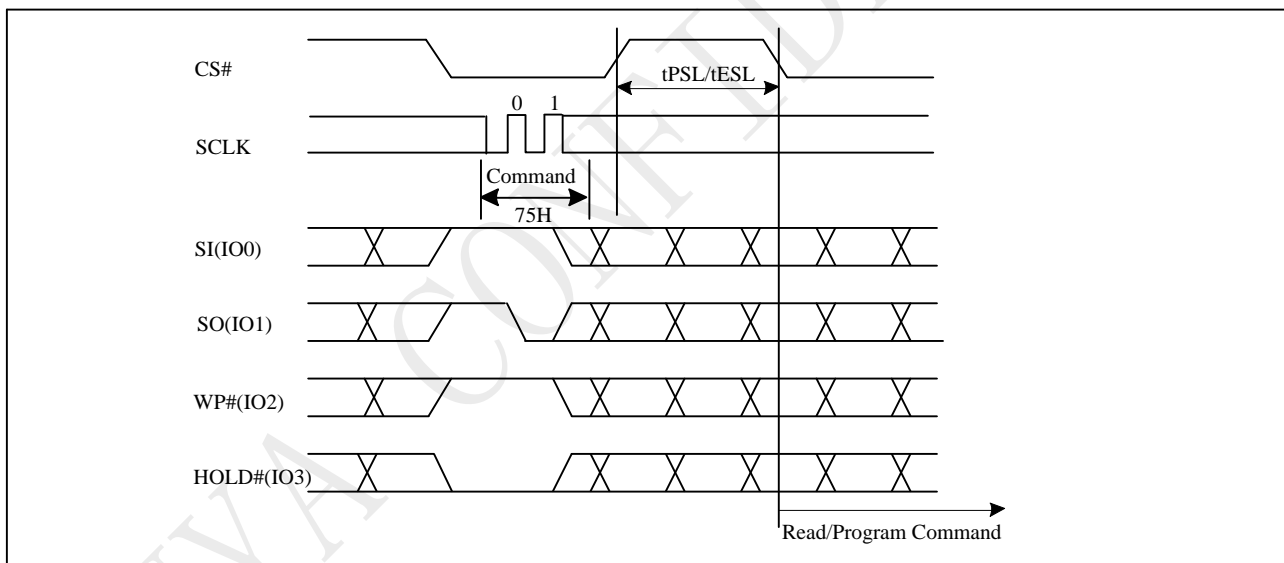 CS#
tPSL/tESL
0 1
SCLK
Command
75H
SI(IO0)
SO(IO1)
WP#(IO2)
HOLD#(IO3)
Read/Program Command